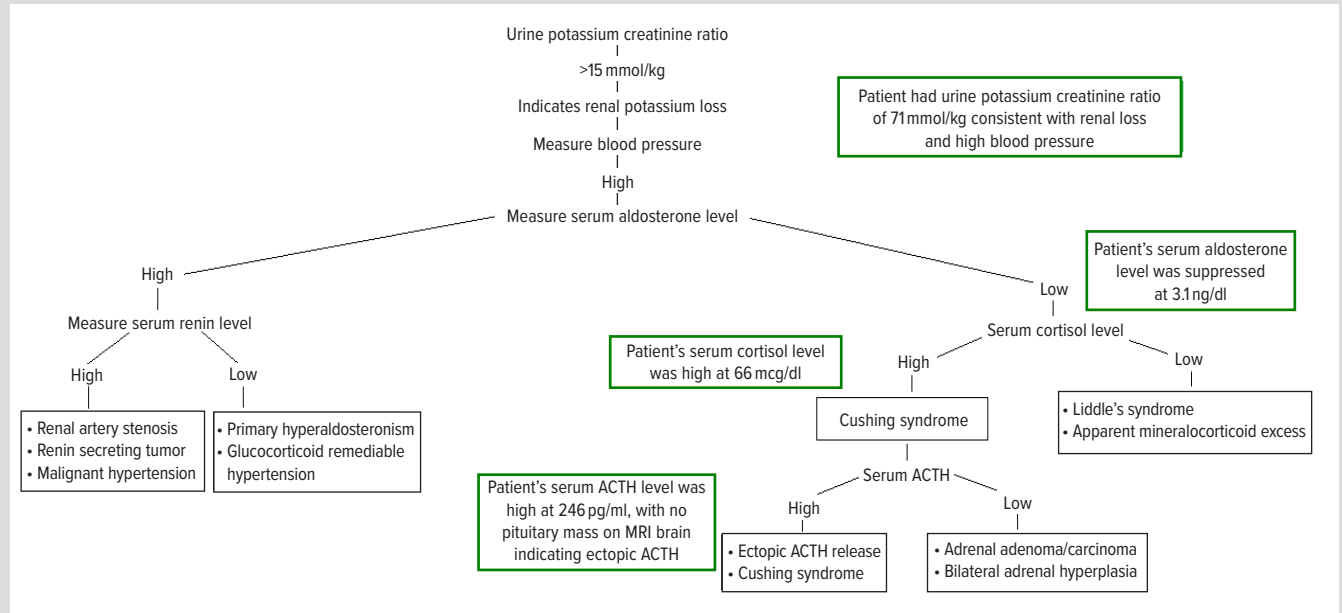 Urine potassium creatinine ratio
>15 mmol/kg
Indicates renal potassium loss
Measure blood pressure
High
Measure serum aldosterone level
Patient had urine potassium creatinine ratio
of 71 mmol/kg consistent with renal loss
and high blood pressure
High
Measure serum renin level
High
Low
• Renal artery stenosis
• Renin secreting tumor
• Malignant hypertension
• Primary hyperaldosteronism
• Glucocorticoid remediable
hypertension
Patient's serum aldosterone
level was suppressed
at 3.1 ng/dl
Low
Serum cortisol level
Patient's serum cortisol level
was high at 66 mcg/dl
High
Low
Cushing syndrome
• Liddle's syndrome
• Apparent mineralocorticoid excess
Serum ACTH
Patient's serum ACTH level was
high at 246 pg/ml, with no
pituitary mass on MRI brain
indicating ectopic ACTH
High
Low
• Ectopic ACTH release
• Cushing syndrome
• Adrenal adenoma/carcinoma
• Bilateral adrenal hyperplasia